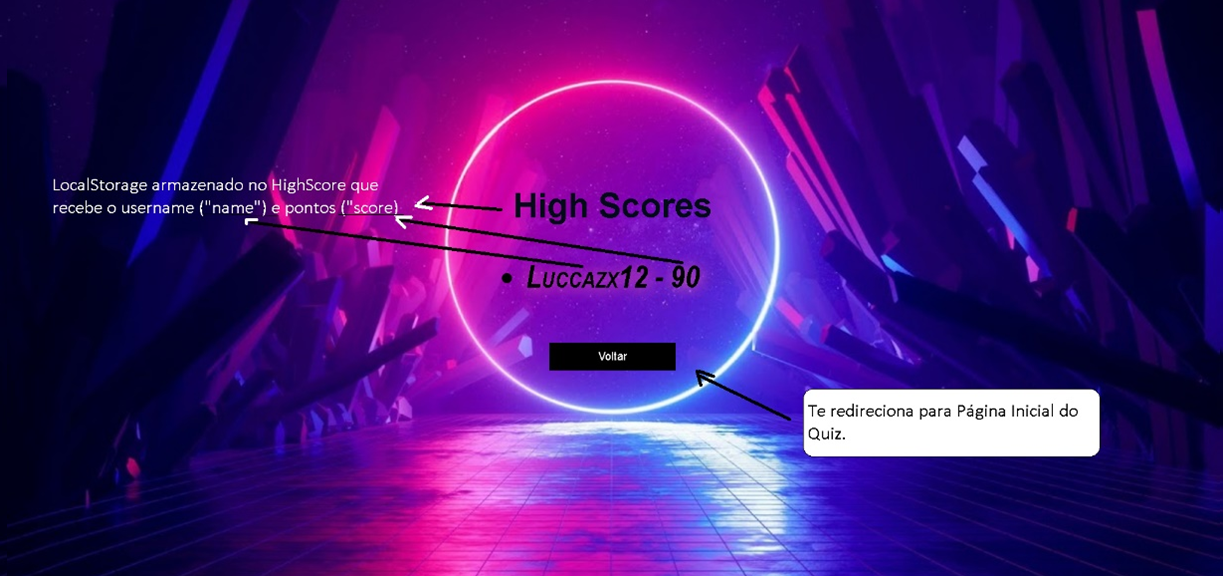 LocalStorage armazenado no HighScore que
recebe o username ("name") e pontos ("score)
High Scores
• Luccazx12 - 90
Voltar
Te redireciona para Página Inicial do
Quiz.